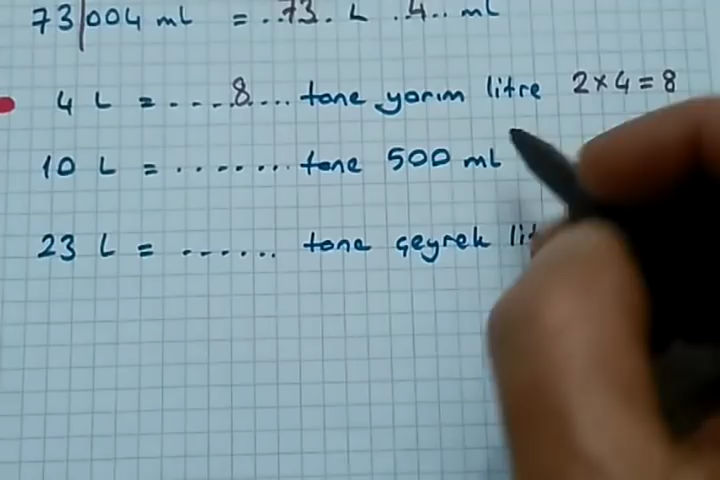 73|004 mL = ..73. L .4.. mL
4 L = ....8... tane yarım litre 2×4=8
10 L = ....... tane 500 mL
23 L = ...... tane çeyrek